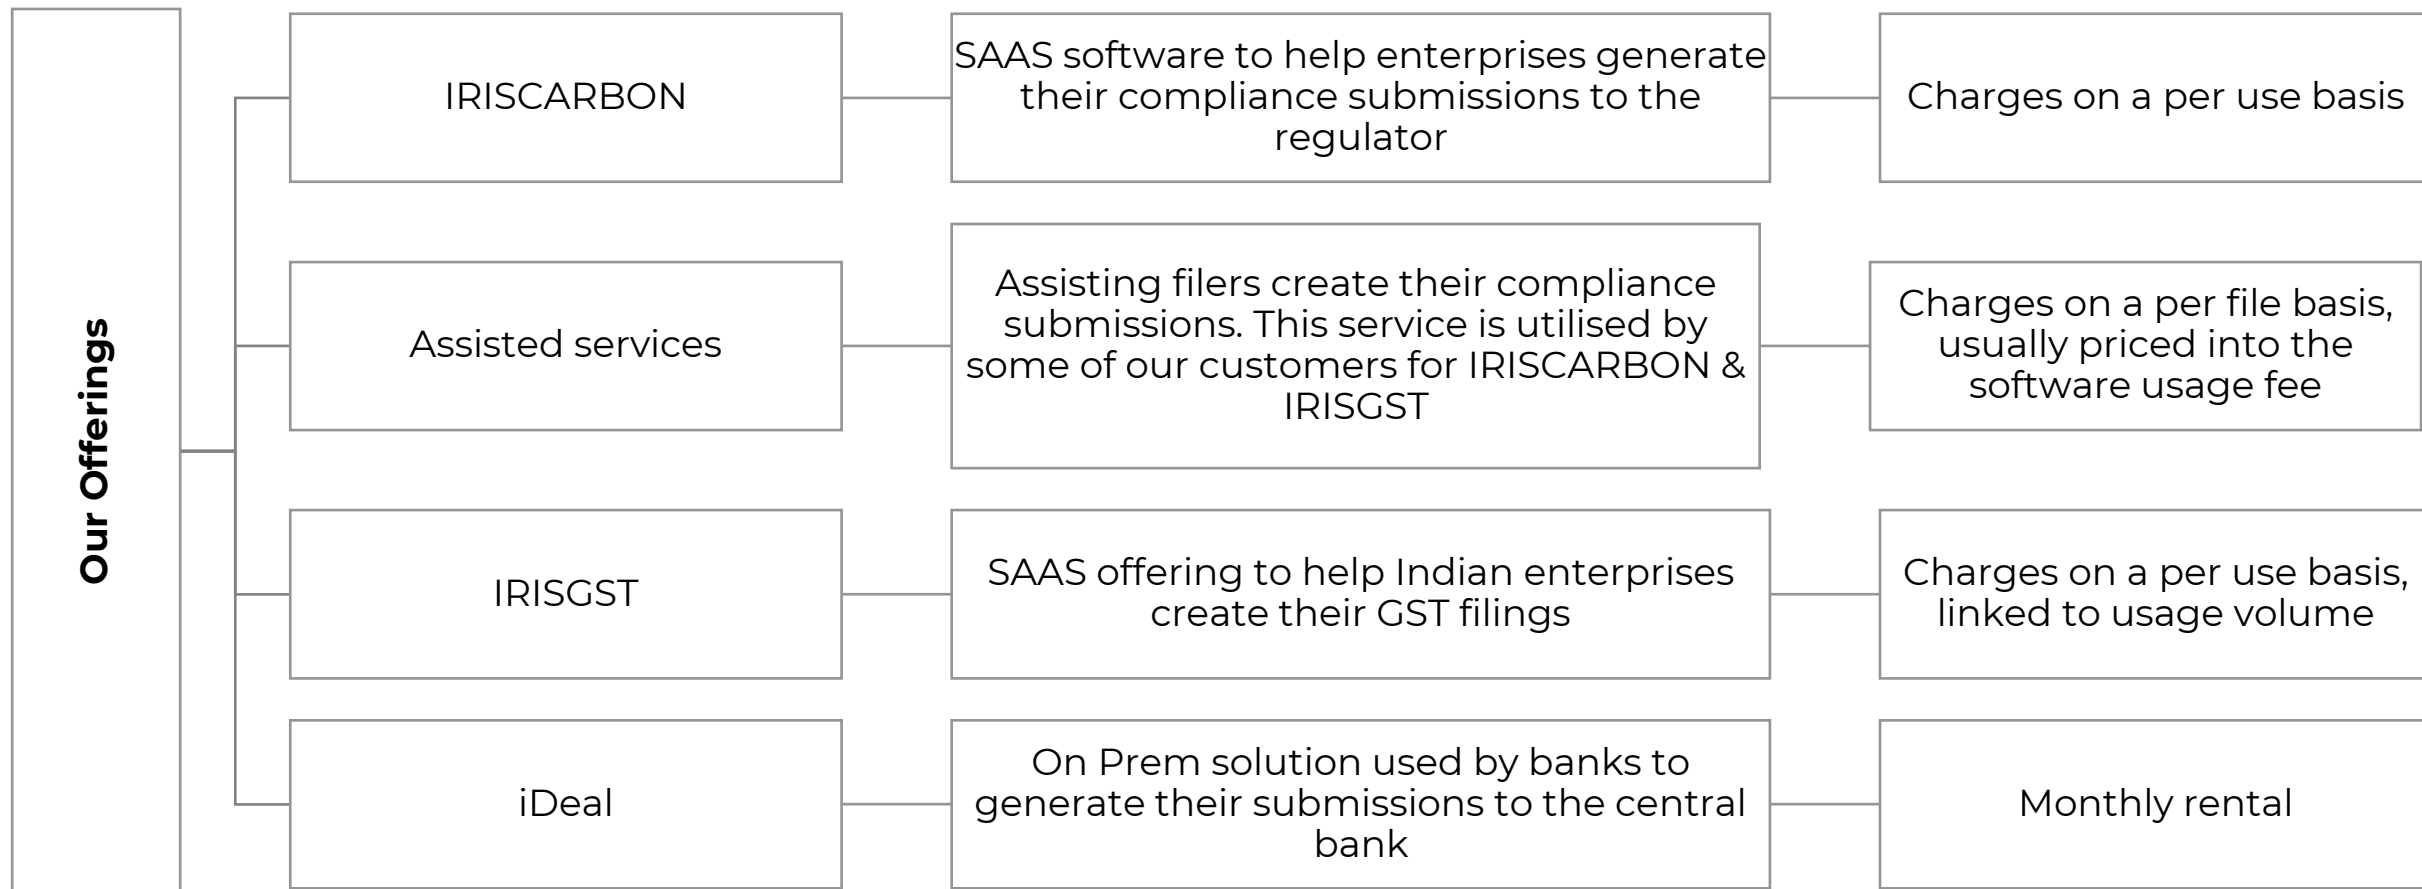 Our Offerings
IRISCARBON
SAAS software to help enterprises generate
their compliance submissions to the
regulator
Charges on a per use basis
Assisted services
Assisting filers create their compliance
submissions. This service is utilised by
some of our customers for IRISCARBON &
IRISGST
Charges on a per file basis,
usually priced into the
software usage fee
IRISGST
SAAS offering to help Indian enterprises
create their GST filings
Charges on a per use basis,
linked to usage volume
iDeal
On Prem solution used by banks to
generate their submissions to the central
bank
Monthly rental